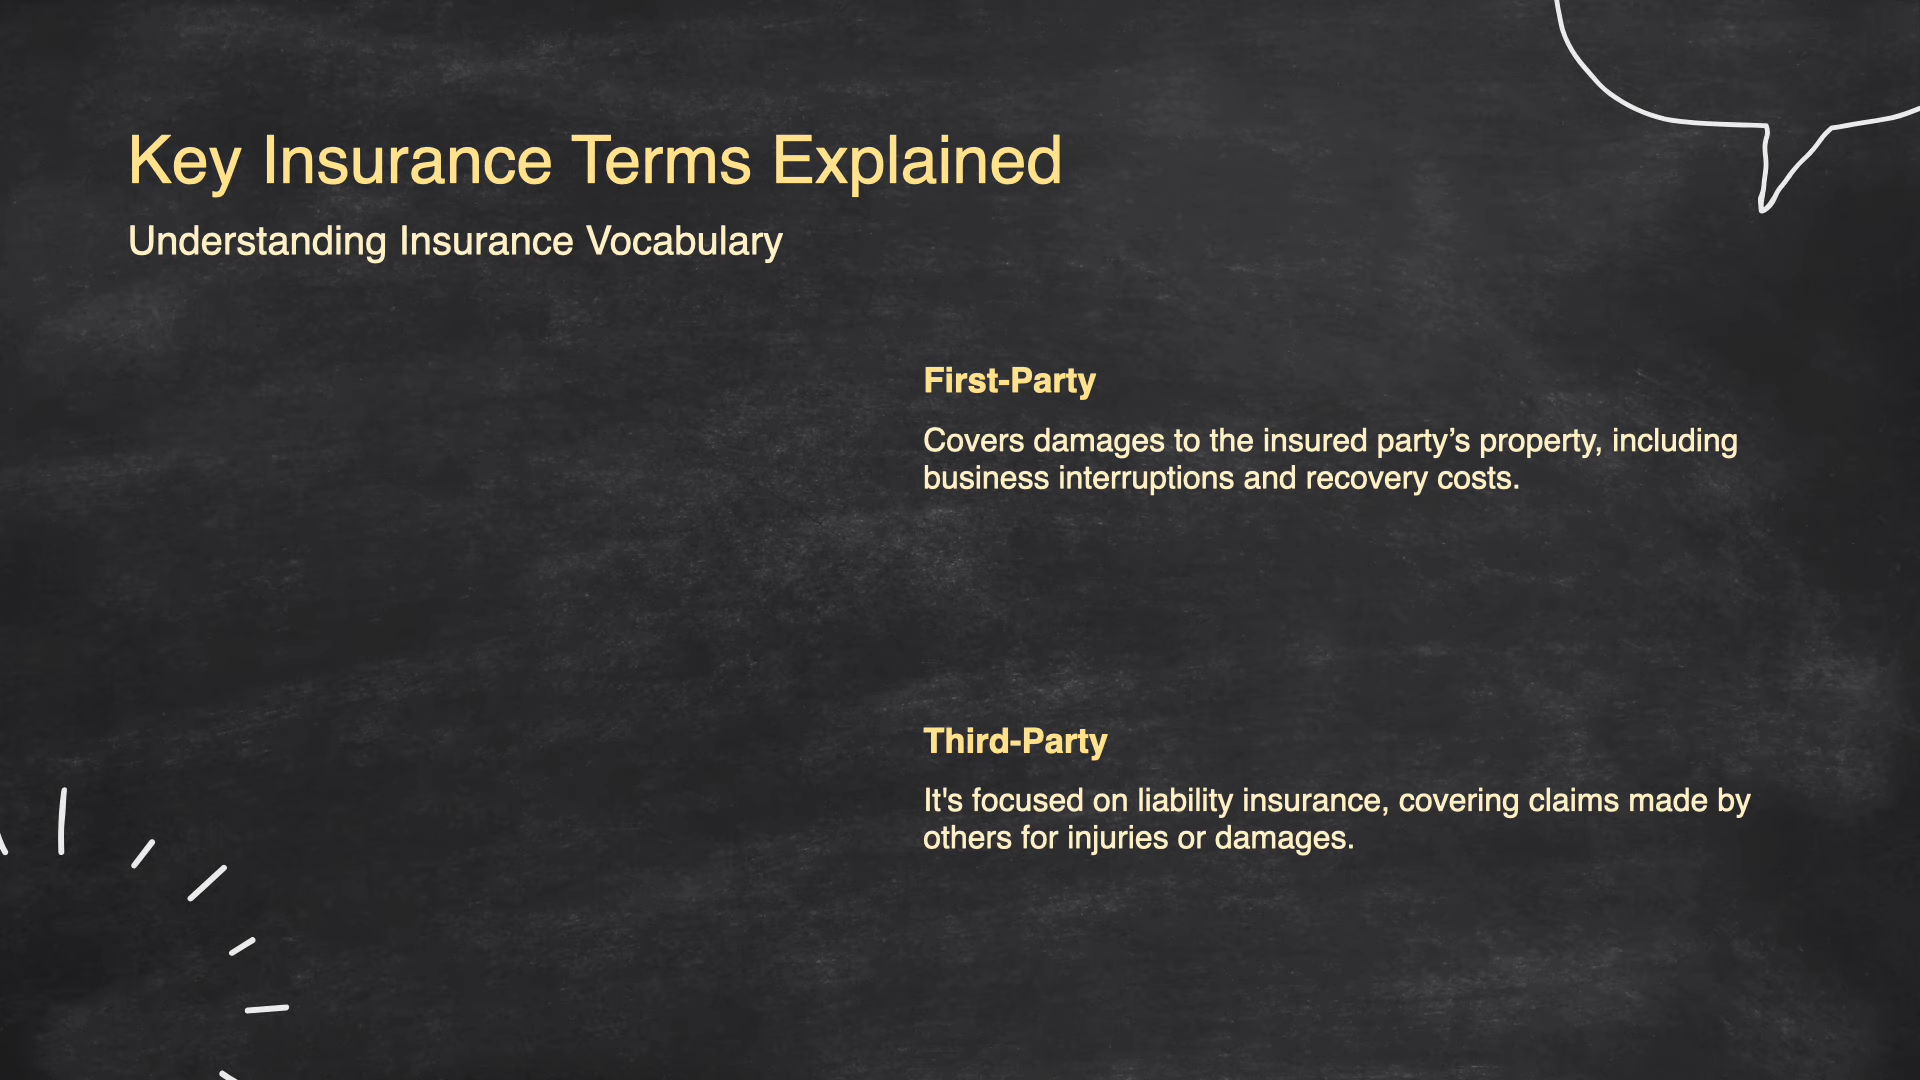 Key Insurance Terms Explained
Understanding Insurance Vocabulary
First-Party
Covers damages to the insured party’s property, including
business interruptions and recovery costs.
Third-Party
It's focused on liability insurance, covering claims made by
others for injuries or damages.